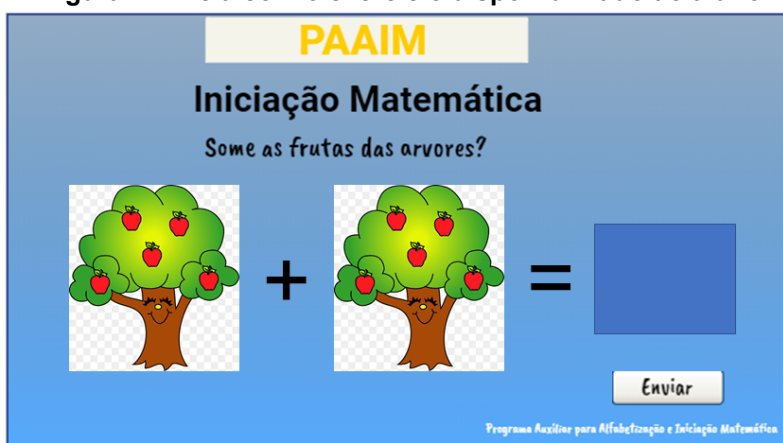 PAAIM
Iniciação Matemática
Some as frutas das arvores?
+ =
Enviar
Programa Auxiliar para Alfabetização e Iniciação Matemática